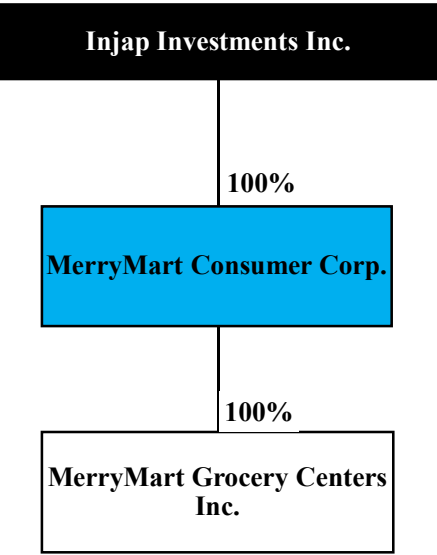 Injap Investments Inc.
100%
MerryMart Consumer Corp.
100%
MerryMart Grocery Centers
Inc.